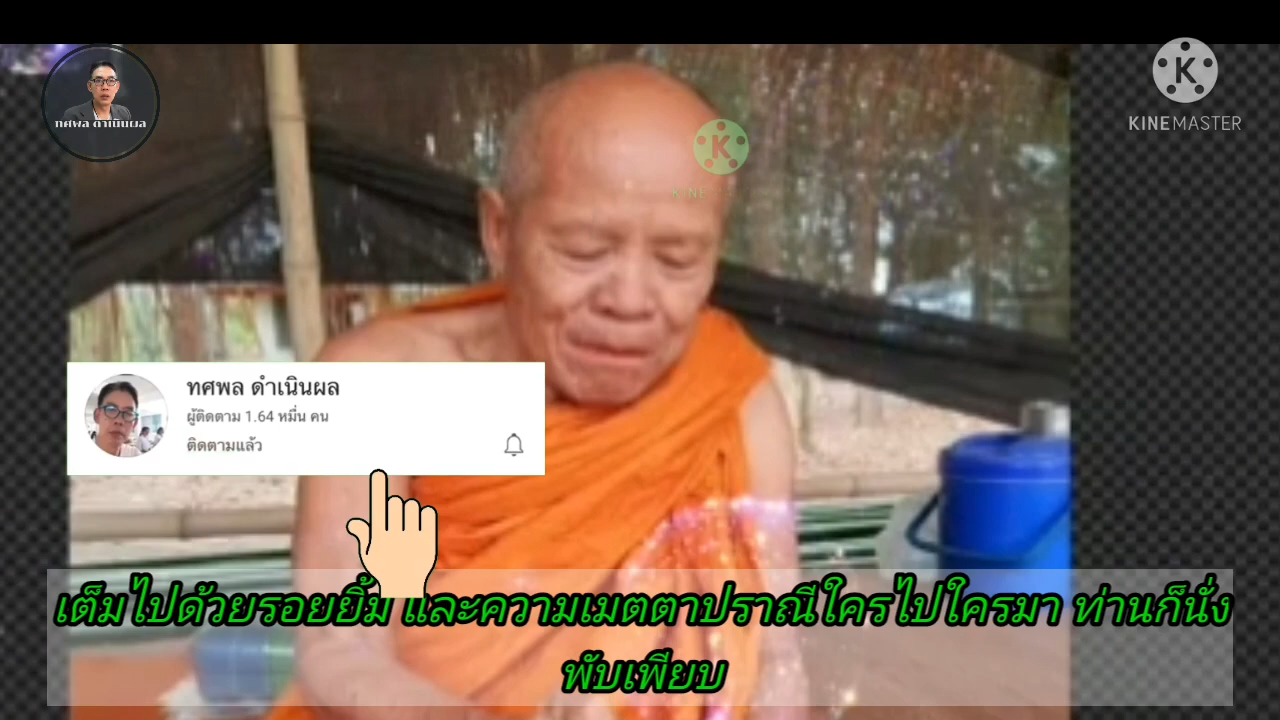 ทศพล ดำเนินผล
KINEMASTER
KINE
ทศพล ดำเนินผล
ผู้ติดตาม 1.64 หมื่น คน
ติดตามแล้ว
เต็มไปด้วยรอยยิ้ม และความเมตตาปราณีใครไปใครมา ท่านก็นั่ง
พับเพียบ